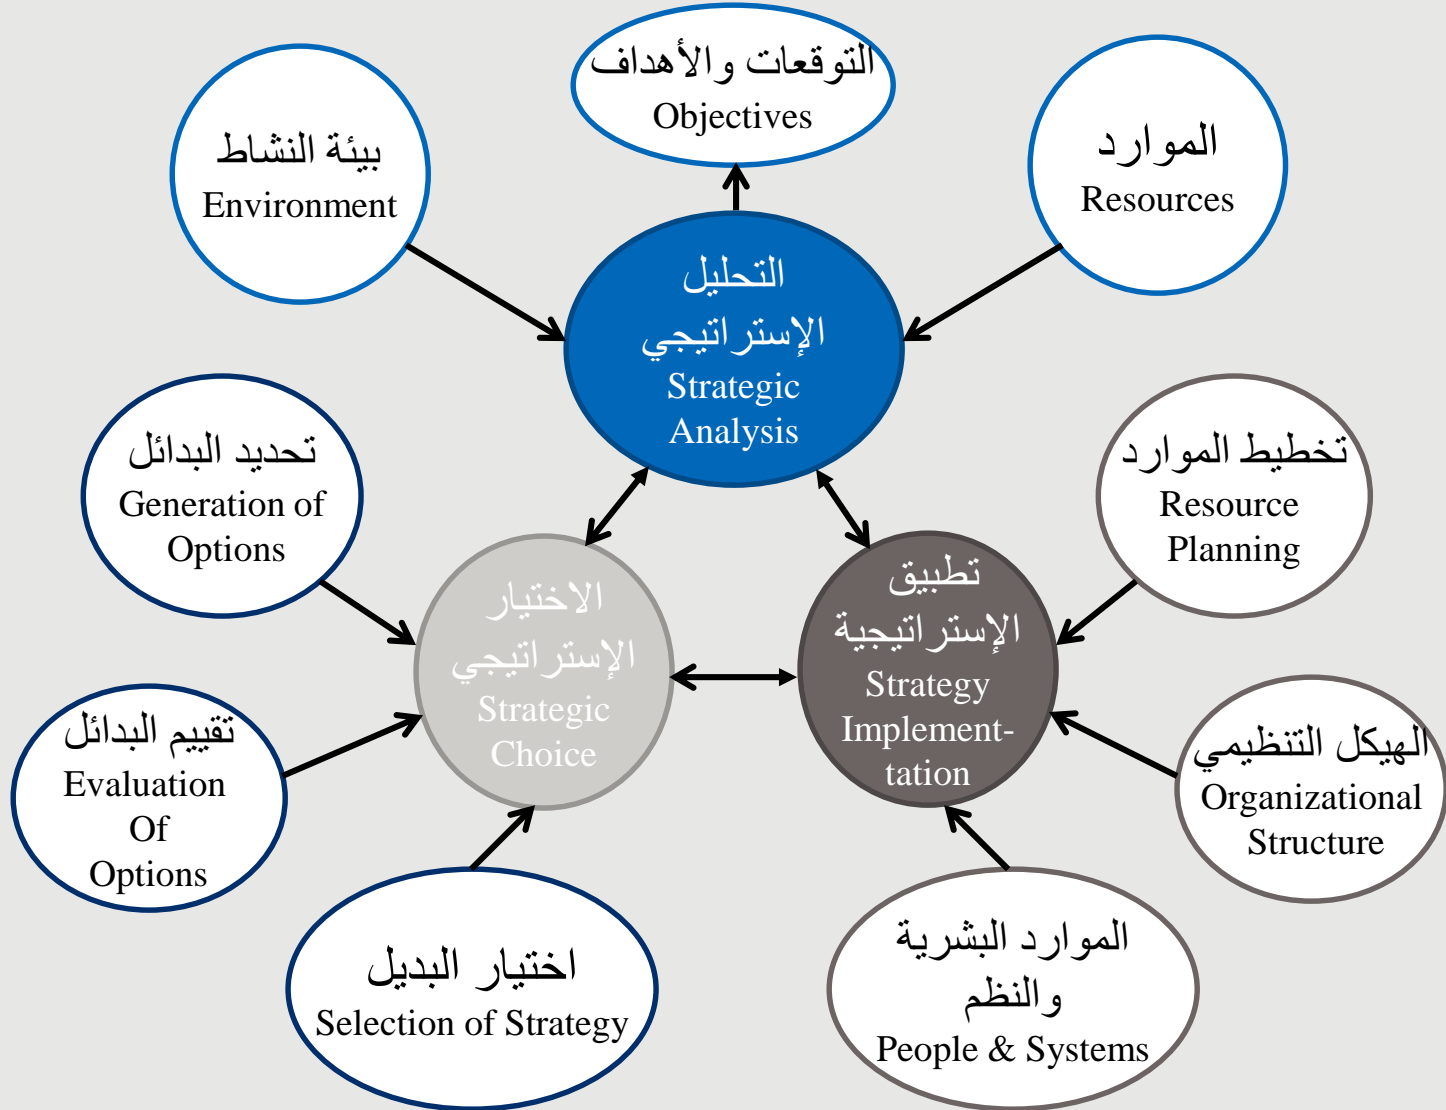 التوقعات والأهداف
Objectives
بيئة النشاط
Environment
الموارد
Resources
التحليل
الإستراتيجي
Strategic
Analysis
تحديد البدائل
Generation of
Options
تخطيط الموارد
Resource
Planning
الاختيار
الإستراتيجي
Strategic
Choice
تطبيق
الإستراتيجية
Strategy
Implement-
tation
تقييم البدائل
Evaluation
Of
Options
الهيكل التنظيمي
Organizational
Structure
اختيار البديل
Selection of Strategy
الموارد البشرية
والنظم
People & Systems